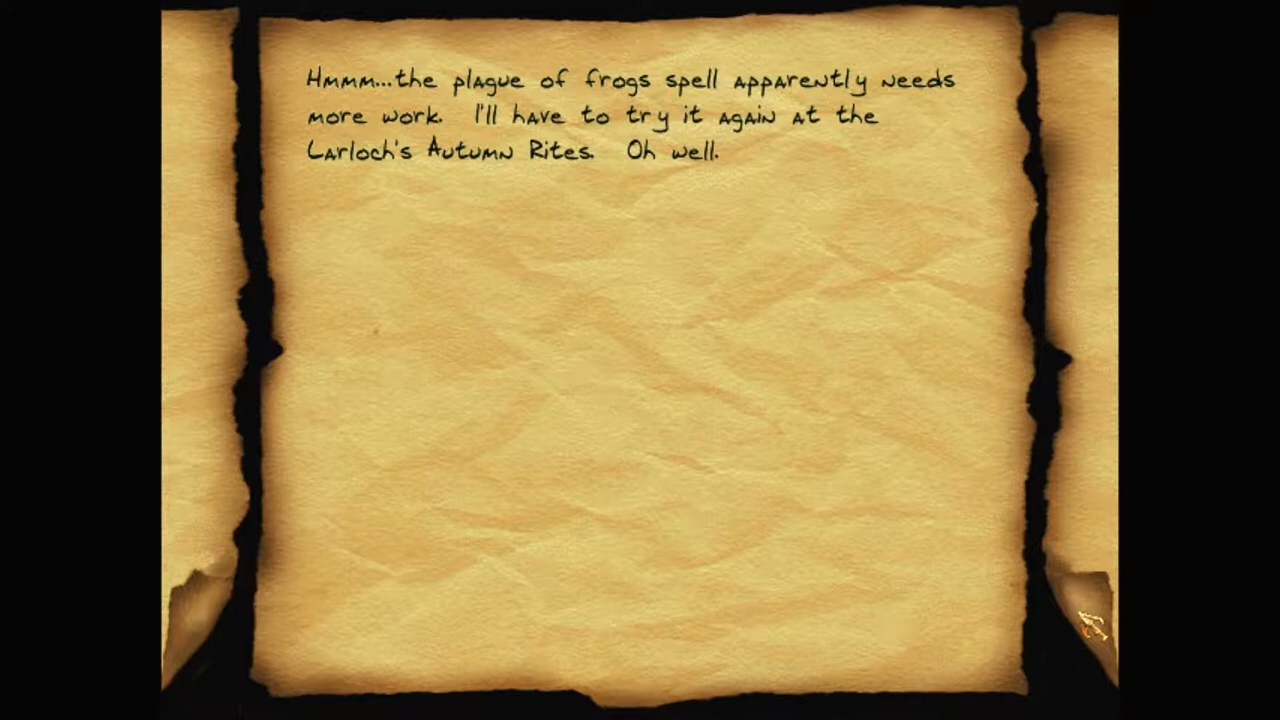 Hmmm...the plague of frogs spell apparently needs
more work. I'll have to try it again at the
Larloch's Autumn Rites. Oh well.